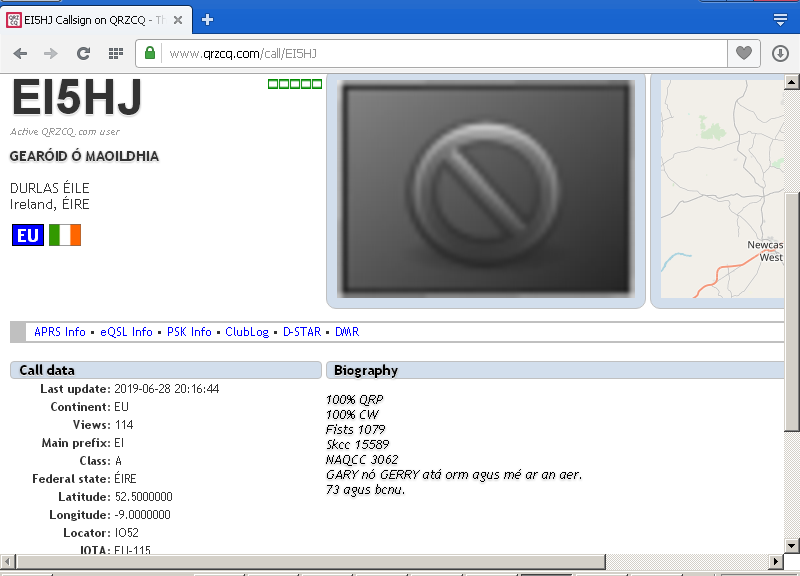 EI5HJ Callsign on QRZCQ - Th
www.qrzcq.com/call/EI5HJ
EI5HJ
Active QRZCQ.com user
GEARÓID Ó MAOILDHIA
DURLAS ÉILE
Ireland, ÉIRE
EU
Newcas
West
APRS Info • eQSL Info • PSK Info • ClubLog • D-STAR • DMR
Call data
Last update: 2019-06-28 20:16:44
Continent: EU
Views: 114
Main prefix: EI
Class: A
Federal state: ÉIRE
Latitude: 52.5000000
Longitude: -9.0000000
Locator: IO52
IOTA: EU-115
Biography
100% QRP
100% CW
Fists 1079
Skcc 15589
NAQCC 3062
GARY nó GERRY atá orm agus mé ar an aer.
73 agus bcnu.